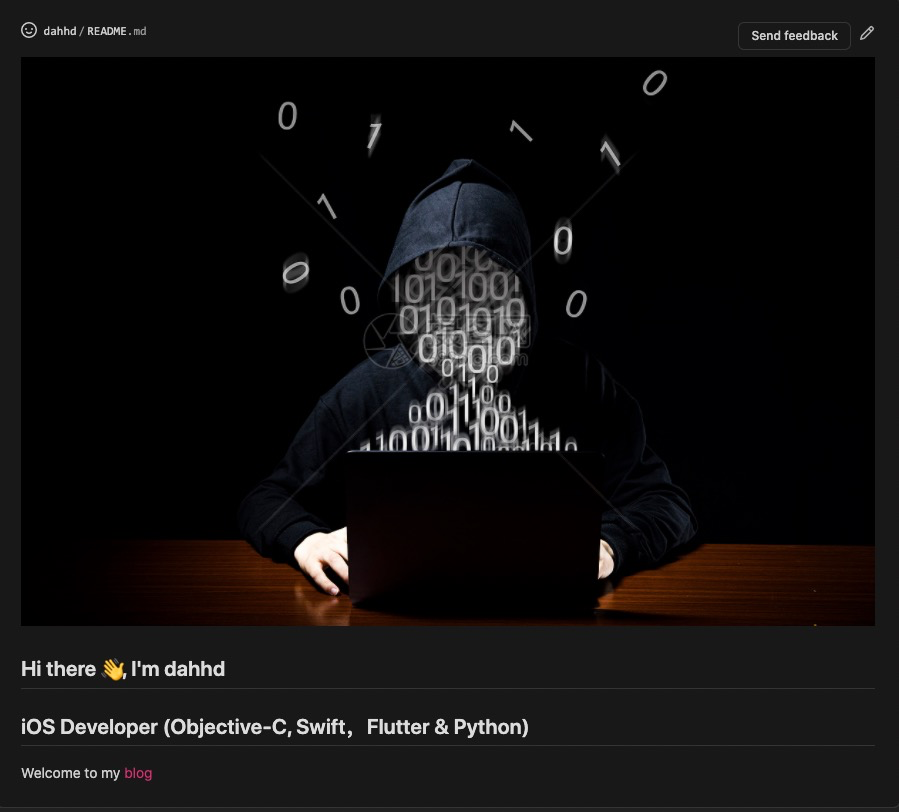 dahhd / README.md
Send feedback
Hi there 👋, I'm dahhd
iOS Developer (Objective-C, Swift， Flutter & Python)
Welcome to my blog